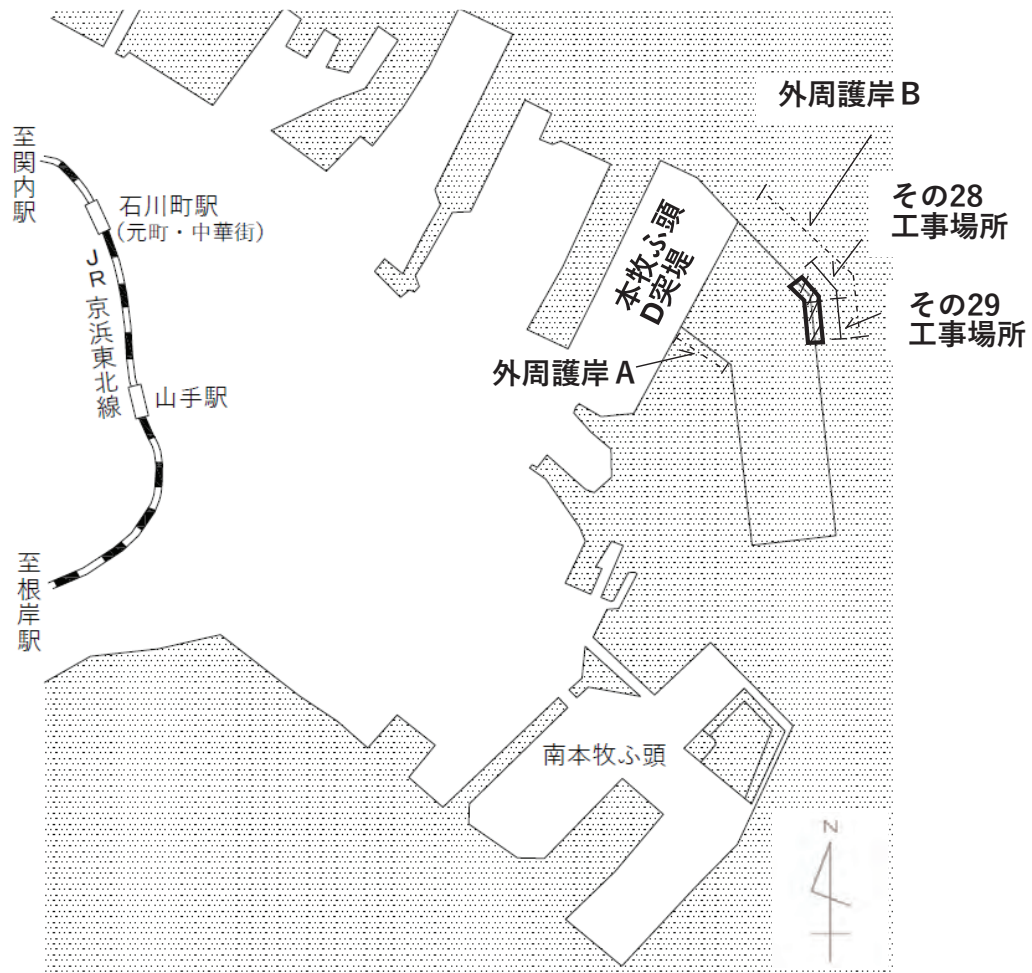 外周護岸B
その28
工事場所
その29
工事場所
本牧ふ頭
D突堤
外周護岸A
至関内駅
石川町駅
(元町・中華街)
JR京浜東北線
山手駅
至根岸駅
南本牧ふ頭
N